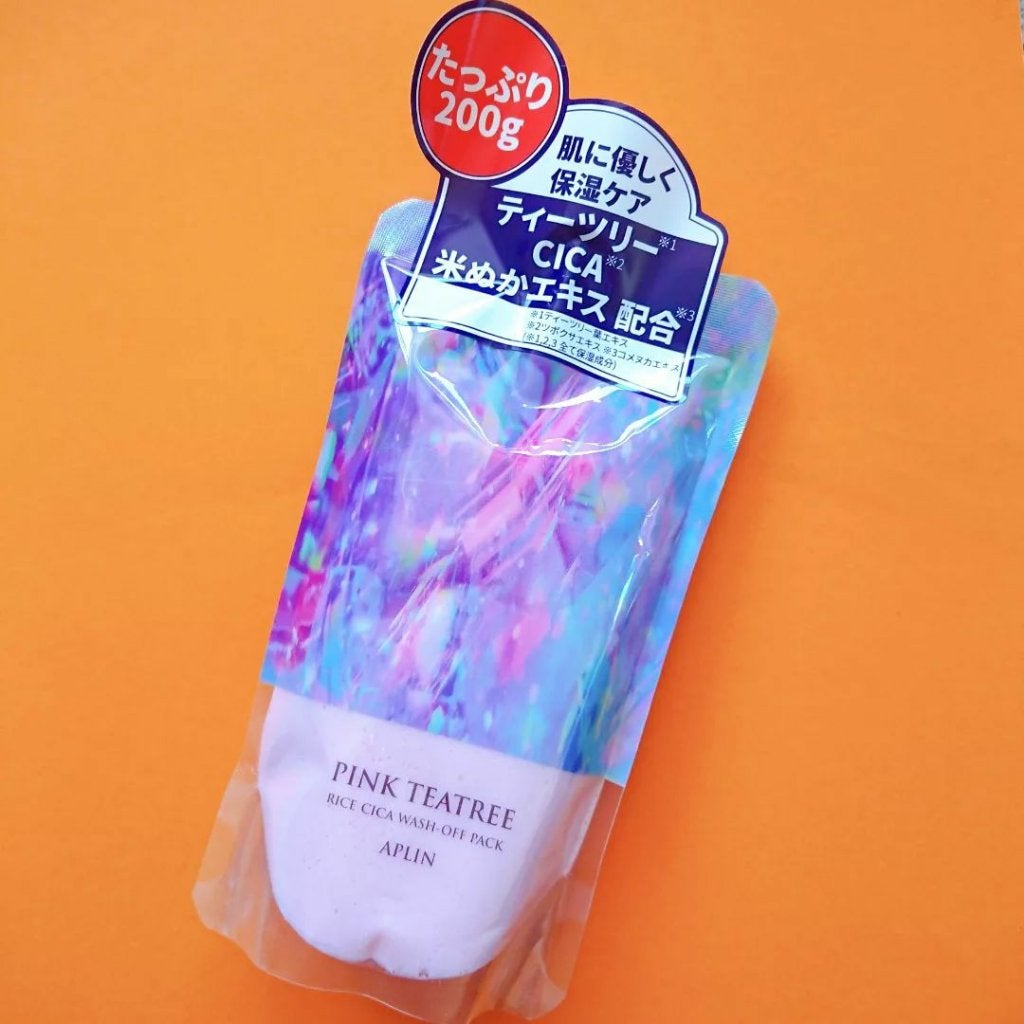 たっぷり
200g
肌に優しく
保湿ケア
ティーツリー※1
CICA※2
米ぬかエキス 配合※3
※1ティーツリー葉エキス
※2ツボクサエキス ※3コメヌカエキス
(※1,2,3 全て保湿成分)
PINK TEATREE
RICE CICA WASH-OFF PACK
APLIN